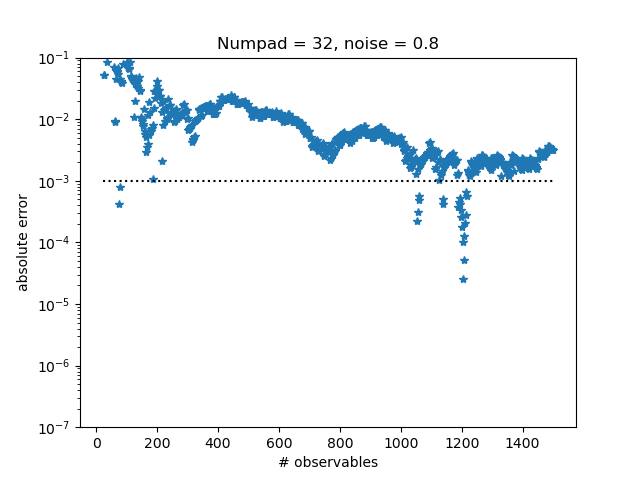 Numpad = 32, noise = 0.8
absolute error
10⁻¹
10⁻²
10⁻³
10⁻⁴
10⁻⁵
10⁻⁶
10⁻⁷
0 200 400 600 800 1000 1200 1400
# observables